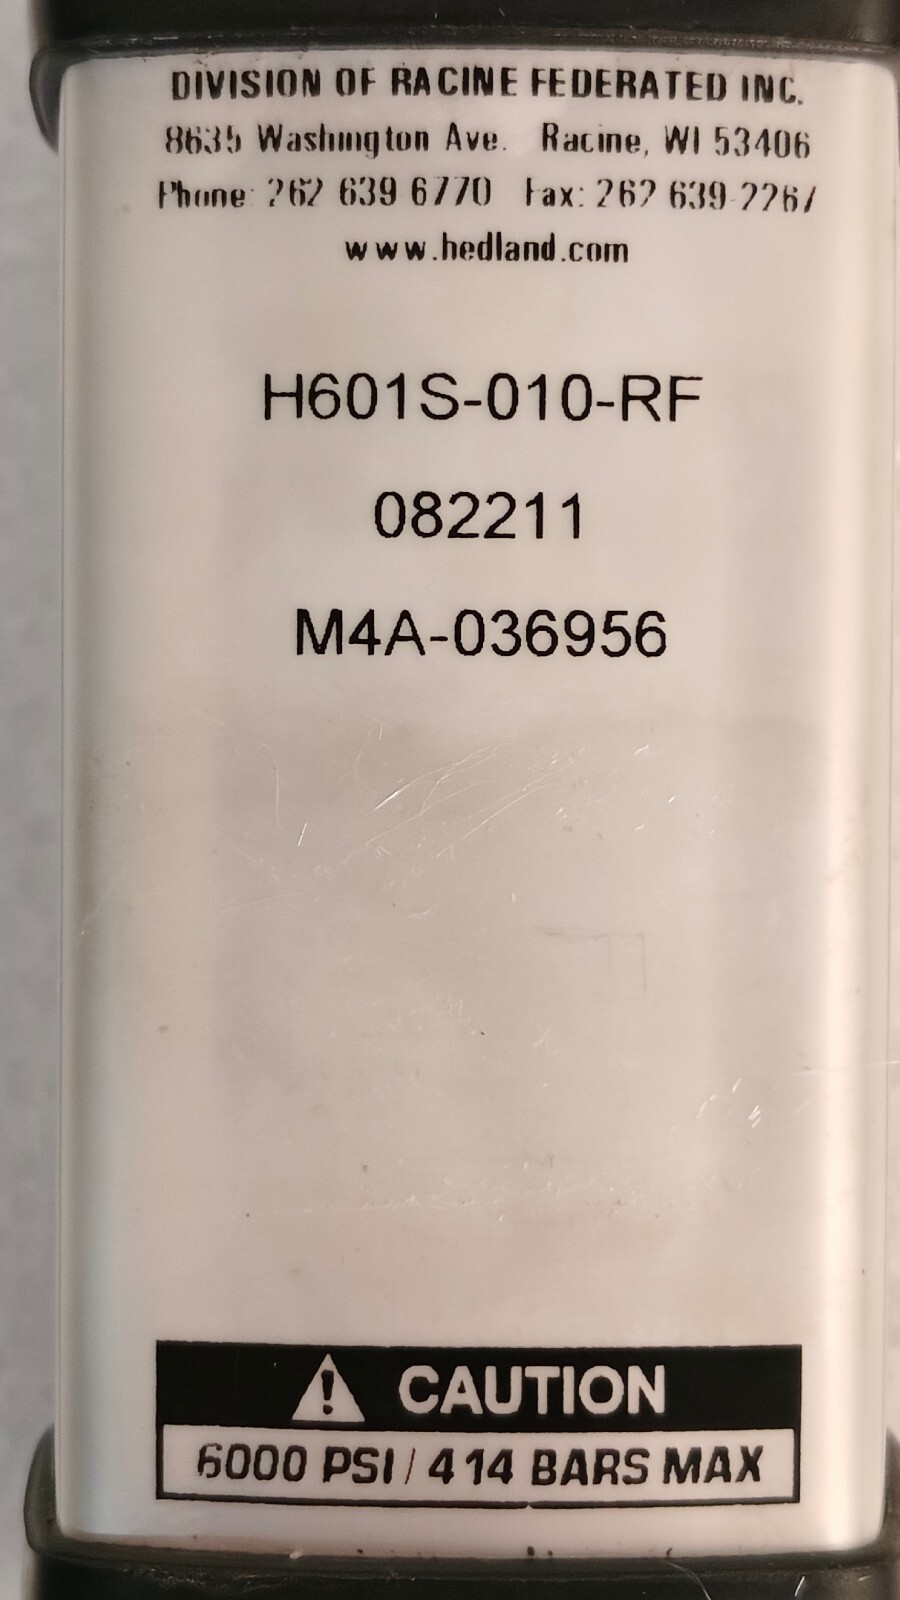 DIVISION OF RACINE FEDERATED INC.
8635 Washington Ave. Racine, WI 53406
Phone: 262 639 6770 Fax: 262 639-2267
www.hedland.com
H601S-010-RF
082211
M4A-036956
! CAUTION
6000 PSI / 414 BARS MAX